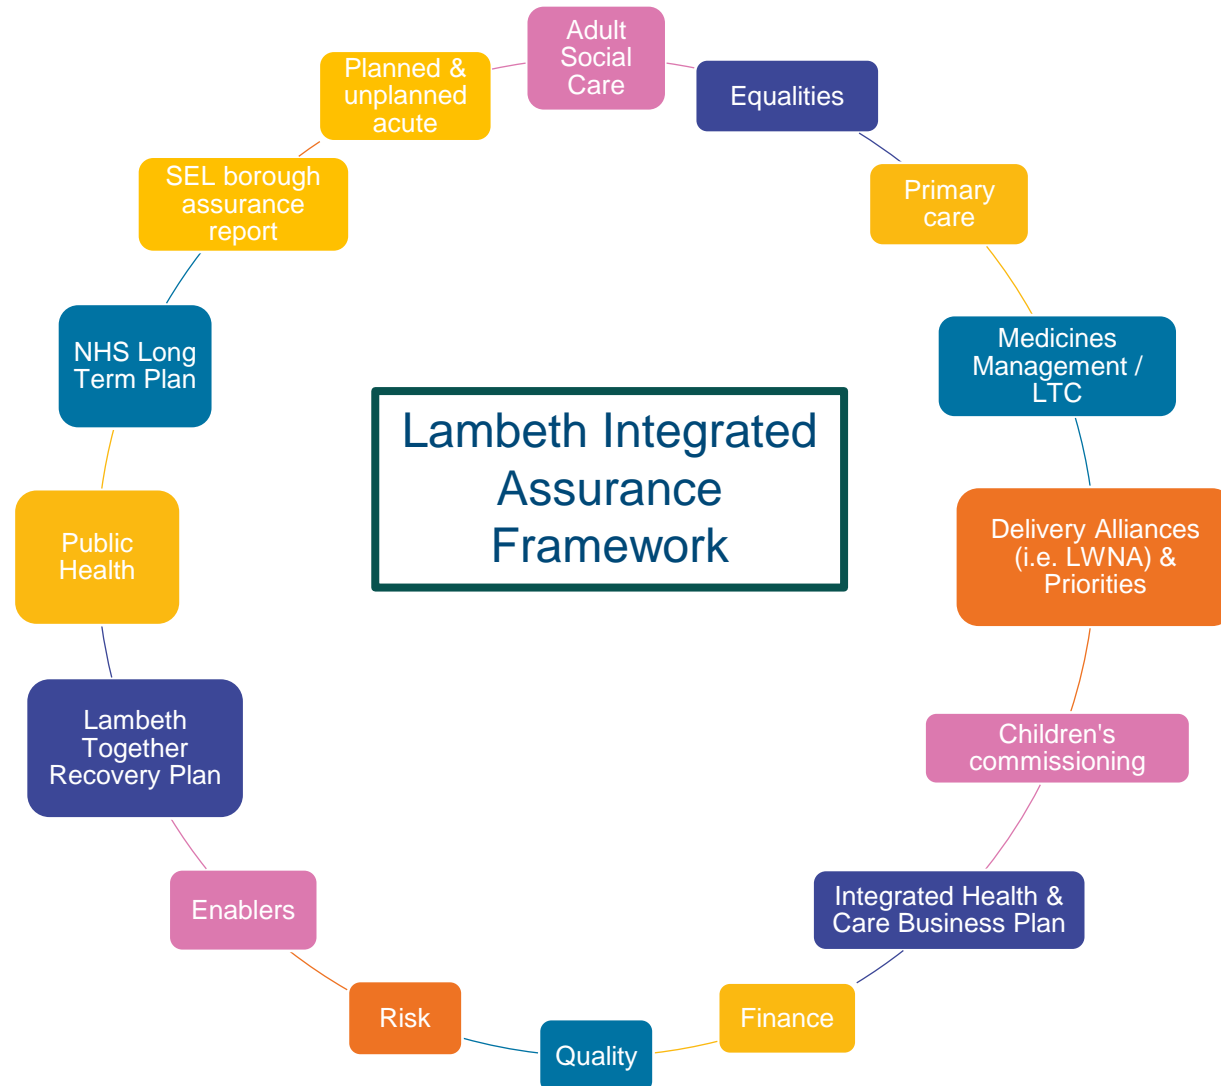 Adult
Social
Care
Equalities
Primary
care
Medicines
Management /
LTC
Delivery Alliances
(i.e. LWNA) &
Priorities
Children's
commissioning
Integrated Health &
Care Business Plan
Finance
Quality
Risk
Enablers
Lambeth
Together
Recovery Plan
Public
Health
NHS Long
Term Plan
SEL borough
assurance
report
Planned &
unplanned
acute
Lambeth Integrated
Assurance
Framework